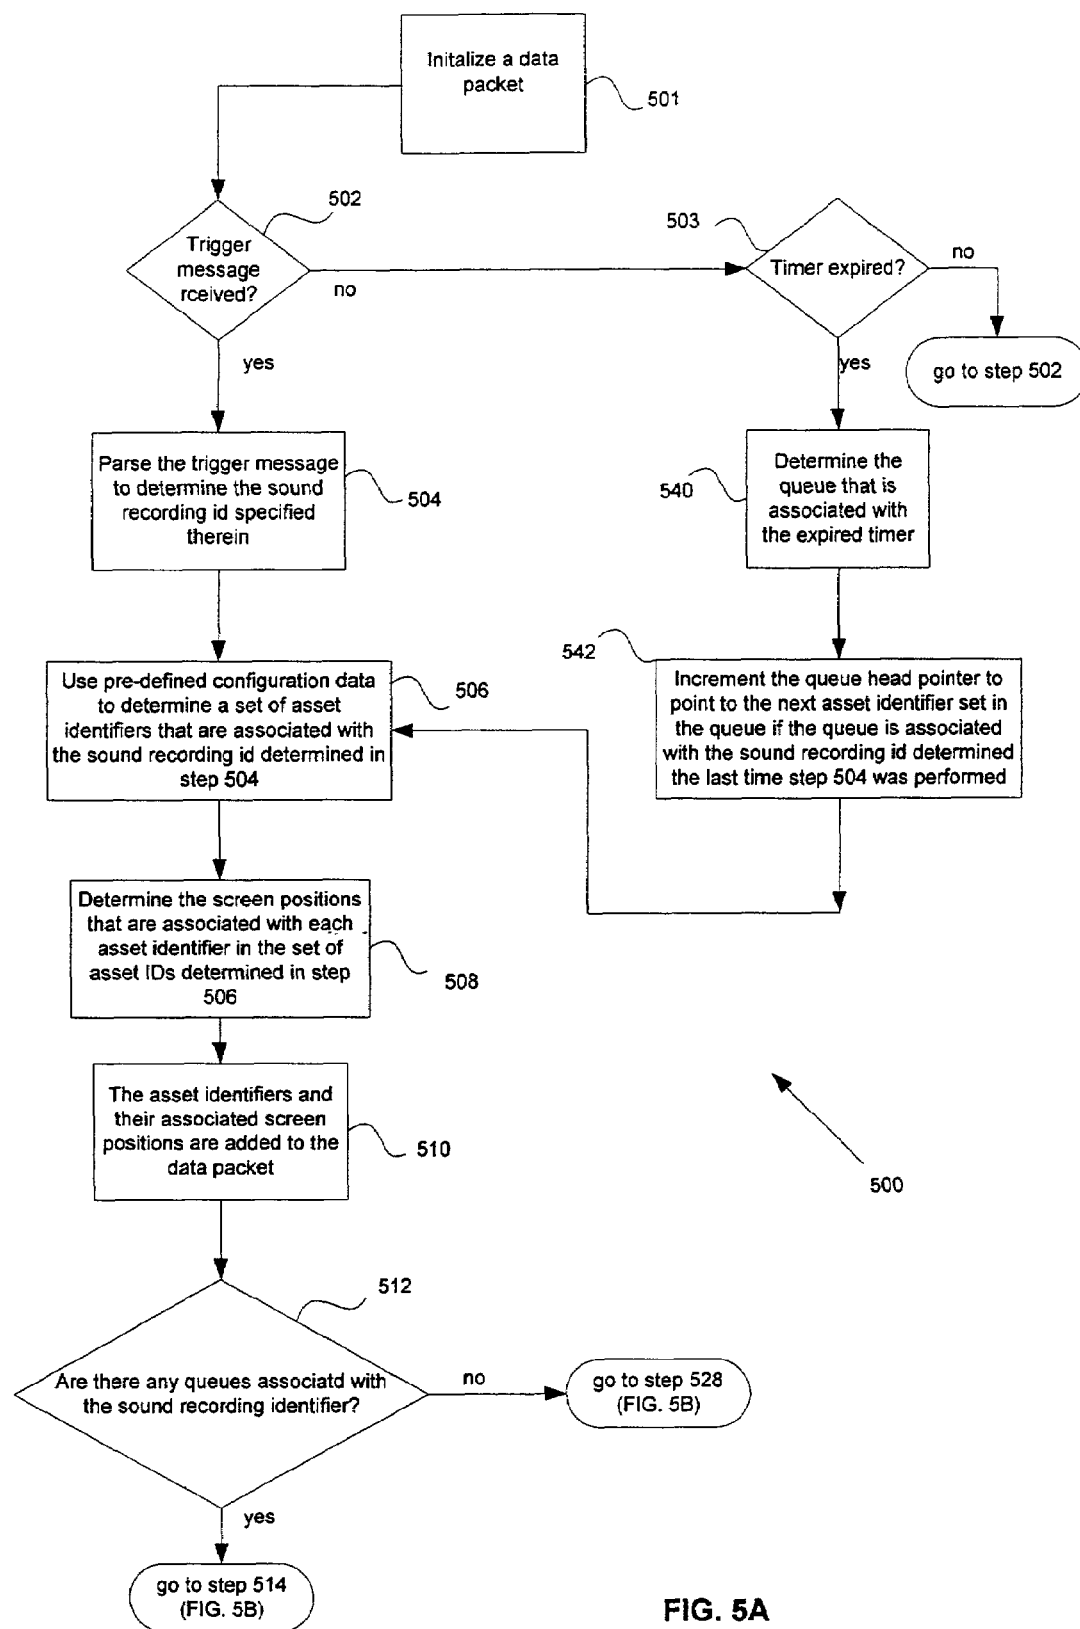 Initalize a data
packet
501
502
Trigger
message
rceived?
no
yes
503
Timer expired?
no
go to step 502
yes
Parse the trigger message
to determine the sound
recording id specified
therein
504
Determine the
queue that is
associated with
the expired timer
540
Use pre-defined configuration data
to determine a set of asset
identifiers that are associated with
the sound recording id determined in
step 504
506
542
Increment the queue head pointer to
point to the next asset identifier set in
the queue if the queue is associated
with the sound recording id determined
the last time step 504 was performed
Determine the screen positions
that are associated with each
asset identifier in the set of
asset IDs determined in step
506
508
The asset identifiers and
their associated screen
positions are added to the
data packet
510
500
512
Are there any queues associatd with
the sound recording identifier?
no
go to step 528
(FIG. 5B)
yes
go to step 514
(FIG. 5B)
FIG. 5A